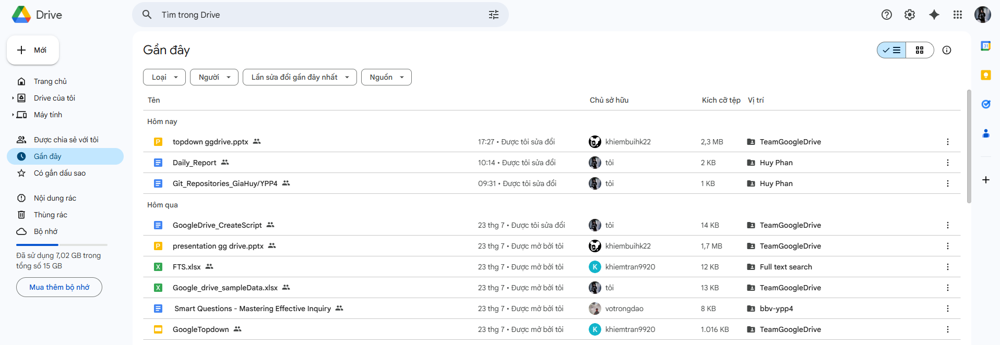 Drive
Tìm trong Drive
Mới
Trang chủ
Drive của tôi
Máy tính
Được chia sẻ với tôi
Gần đây
Có gắn dấu sao
Nội dung rác
Thùng rác
Bộ nhớ
Đã sử dụng 7,02 GB trong
tổng số 15 GB
Mua thêm bộ nhớ
Gần đây
Loại Người Lần sửa đổi gần đây nhất Nguồn
Tên Chủ sở hữu Kích cỡ tệp Vị trí
Hôm nay
P topdown ggdrive.pptx 17:27 • Được tôi sửa đổi khiembuihk22 2,3 MB TeamGoogleDrive
Daily_Report 10:14 • Được tôi sửa đổi tôi 2 KB Huy Phan
Git_Repositories_GiaHuy/YPP4 09:31 • Được tôi sửa đổi tôi 1 KB Huy Phan
Hôm qua
GoogleDrive_CreateScript 23 thg 7 • Được tôi sửa đổi tôi 14 KB TeamGoogleDrive
P presentation gg drive.pptx 23 thg 7 • Được mở bởi tôi khiembuihk22 1,7 MB TeamGoogleDrive
X FTS.xlsx 23 thg 7 • Được mở bởi tôi K khiemtran9920 12 KB Full text search
X Google_drive_sampleData.xlsx 23 thg 7 • Được mở bởi tôi tôi 13 KB TeamGoogleDrive
Smart Questions - Mastering Effective Inquiry 23 thg 7 • Được mở bởi tôi votrongdao 8 KB bbv-ypp4
GoogleTopdown 23 thg 7 • Được mở bởi tôi K khiemtran9920 1.016 KB TeamGoogleDrive
31